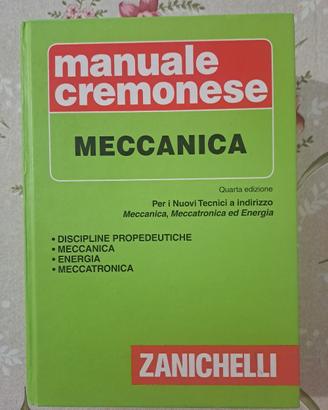 manuale
cremonese
MECCANICA
Quarta edizione
Per i Nuovi Tecnici a indirizzo
Meccanica, Meccatronica ed Energia
• DISCIPLINE PROPEDEUTICHE
• MECCANICA
• ENERGIA
• MECCATRONICA
ZANICHELLI